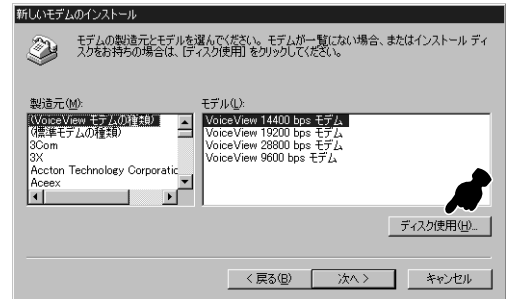 新しいモデムのインストール
モデムの製造元とモデルを選んでください。モデムが一覧にない場合、またはインストール ディ
スクをお持ちの場合は、[ディスク使用] をクリックしてください。
製造元(M):
(VoiceView モデムの種類)
(標準モデムの種類)
3Com
3X
Accton Technology Corporatic
Aceex
モデル(L):
VoiceView 14400 bps モデム
VoiceView 19200 bps モデム
VoiceView 28800 bps モデム
VoiceView 9600 bps モデム
ディスク使用(H)...
< 戻る(B)
次へ >
キャンセル